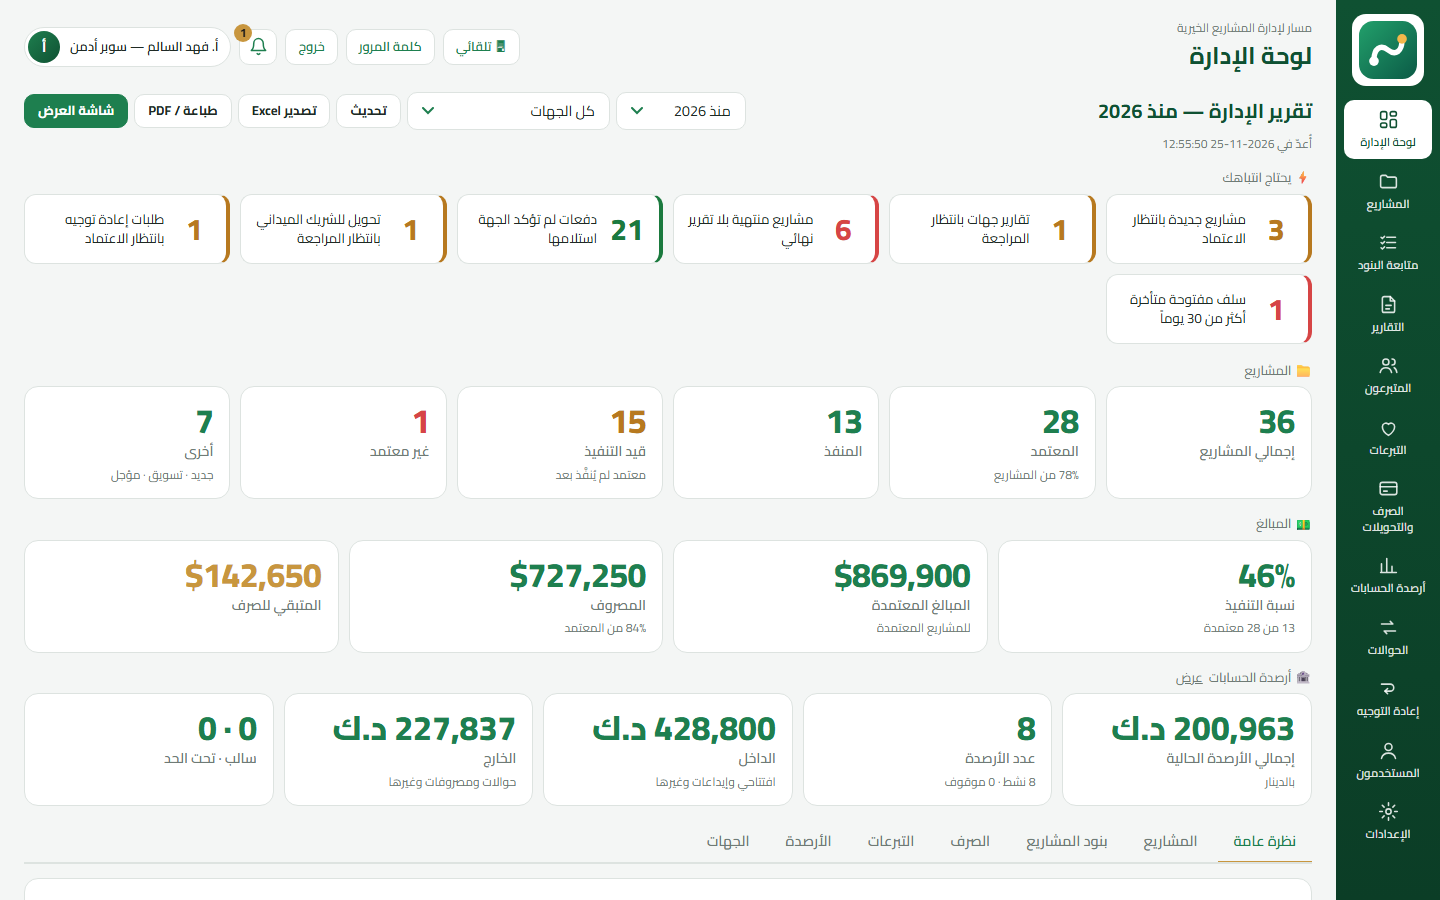 مسار لإدارة المشاريع الخيرية
لوحة الإدارة
تلقائي
كلمة المرور
خروج
1
أ. فهد السالم — سوبر أدمن
أ
تقرير الإدارة — منذ 2026
أُعدّ في 2026-11-25 12:55:50
منذ 2026
كل الجهات
تحديث
تصدير Excel
طباعة / PDF
شاشة العرض
يحتاج انتباهك
3
مشاريع جديدة بانتظار
الاعتماد
1
تقارير جهات بانتظار
المراجعة
6
مشاريع منتهية بلا تقرير
نهائي
21
دفعات لم تؤكد الجهة
استلامها
1
تحويل للشريك الميداني
بانتظار المراجعة
1
طلبات إعادة توجيه
بانتظار الاعتماد
1
سلف مفتوحة متأخرة
أكثر من 30 يوماً
المشاريع
36
إجمالي المشاريع
28
المعتمد
78% من المشاريع
13
المنفذ
15
قيد التنفيذ
معتمد لم يُنفَّذ بعد
1
غير معتمد
7
أخرى
جديد · تسويق · مؤجل
المبالغ
46%
نسبة التنفيذ
13 من 28 معتمدة
$869,900
المبالغ المعتمدة
للمشاريع المعتمدة
$727,250
المصروف
84% من المعتمد
$142,650
المتبقي للصرف
أرصدة الحسابات عرض
200,963 د.ك
إجمالي الأرصدة الحالية
بالدينار
8
عدد الأرصدة
8 نشط · 0 موقوف
428,800 د.ك
الداخل
افتتاحي وإيداعات وغيرها
227,837 د.ك
الخارج
حوالات ومصروفات وغيرها
0 · 0
سالب · تحت الحد
نظرة عامة
المشاريع
بنود المشاريع
الصرف
التبرعات
الأرصدة
الجهات
لوحة الإدارة
المشاريع
متابعة البنود
التقارير
المتبرعون
التبرعات
الصرف
والتحويلات
أرصدة الحسابات
الحوالات
إعادة التوجيه
المستخدمون
الإعدادات